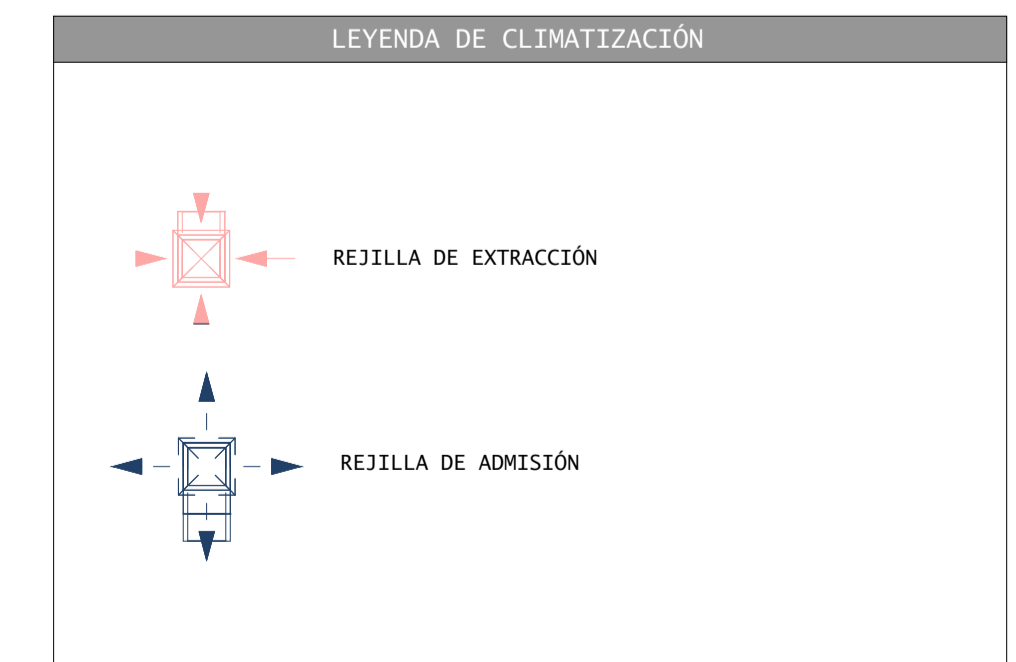 LEYENDA DE CLIMATIZACIÓN
REJILLA DE EXTRACCIÓN
REJILLA DE ADMISIÓN